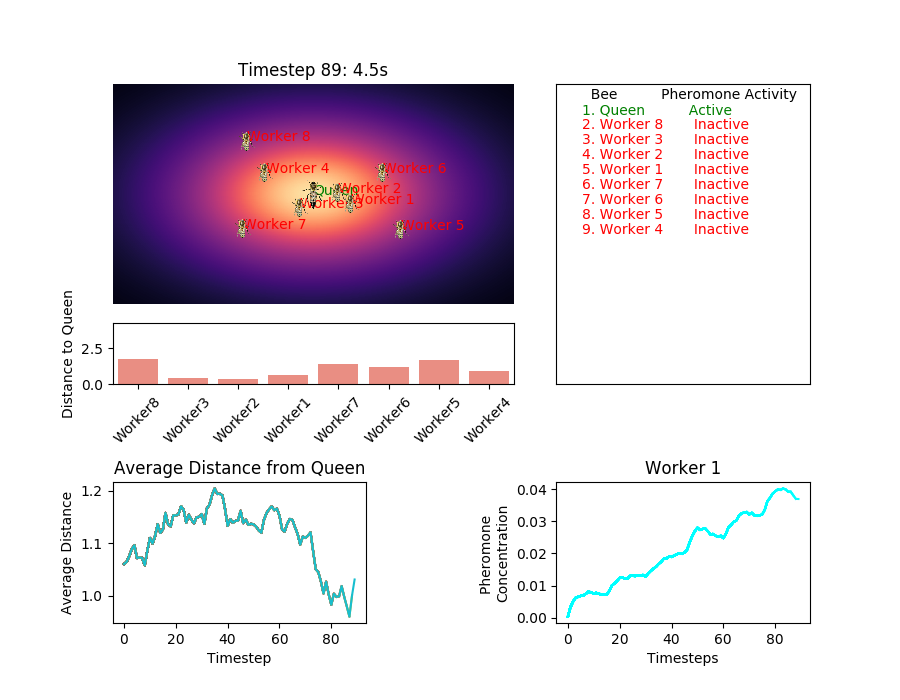 Timestep 89: 4.5s
Worker 8
Worker 4
Worker 6
Queen
Worker 2
Worker 3
Worker 1
Worker 7
Worker 5
Bee Pheromone Activity
1. Queen Active
2. Worker 8 Inactive
3. Worker 3 Inactive
4. Worker 2 Inactive
5. Worker 1 Inactive
6. Worker 7 Inactive
7. Worker 6 Inactive
8. Worker 5 Inactive
9. Worker 4 Inactive
Distance to Queen
2.5
0.0
Worker8
Worker3
Worker2
Worker1
Worker7
Worker6
Worker5
Worker4
Average Distance from Queen
Average Distance
1.2
1.1
1.0
0 20 40 60 80
Timestep
Worker 1
Pheromone
Concentration
0.04
0.03
0.02
0.01
0.00
0 20 40 60 80
Timesteps